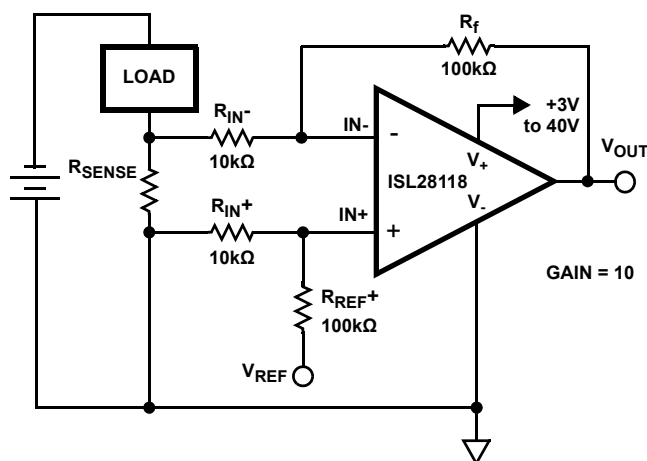 Rf
100kΩ
LOAD
RIN-
10kΩ
IN-
-
+3V
to 40V
V+
VOUT
RSENSE
ISL28118
V-
RIN+
10kΩ
IN+
+
GAIN = 10
RREF+
100kΩ
VREF